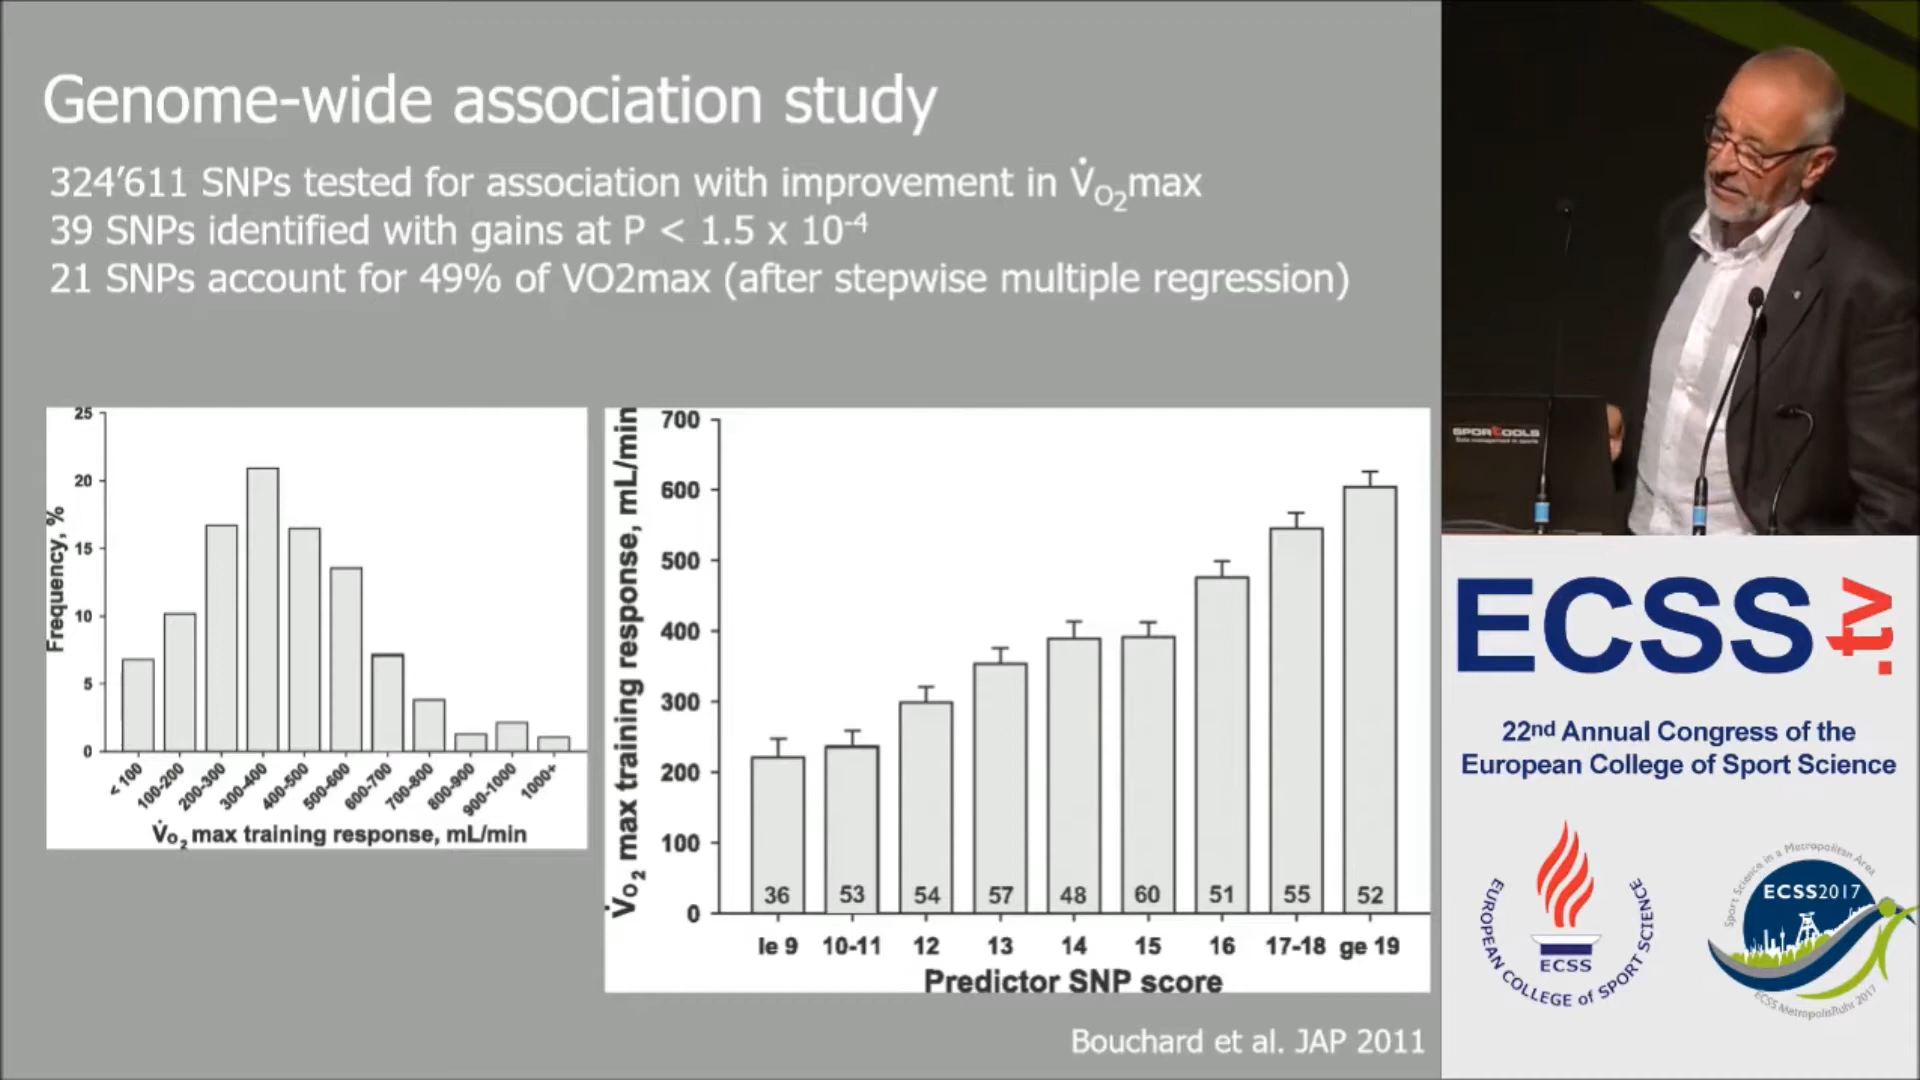 Genome-wide association study
324'611 SNPs tested for association with improvement in V̇O₂max
39 SNPs identified with gains at P < 1.5 x 10⁻⁴
21 SNPs account for 49% of VO2max (after stepwise multiple regression)
25
20
15
10
5
0
Frequency, %
< 100
100-200
200-300
300-400
400-500
500-600
600-700
700-800
800-900
900-1000
1000+
V̇O₂ max training response, mL/min
700
600
500
400
300
200
100
0
V̇O₂ max training response, mL/min
36 53 54 57 48 60 51 55 52
le 9 10-11 12 13 14 15 16 17-18 ge 19
Predictor SNP score
Bouchard et al. JAP 2011
SPORTOOLS
ECSS.tv
22nd Annual Congress of the
European College of Sport Science
EUROPEAN COLLEGE of SPORT SCIENCE
ECSS
Sport Science in a Metropolitan Area
ECSS2017
ECSS MetropolisRuhr 2017